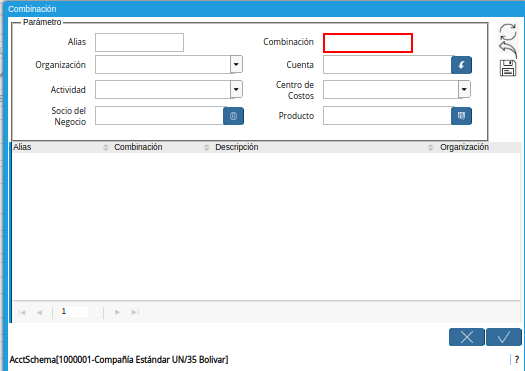 Combinación
Parámetro
Alias
Combinación
Organización
Cuenta
Actividad
Centro de
Costos
Socio del
Negocio
Producto
Alias Combinación Descripción Organización
1
AcctSchema[1000001-Compañía Estándar UN/35 Bolivar] ?